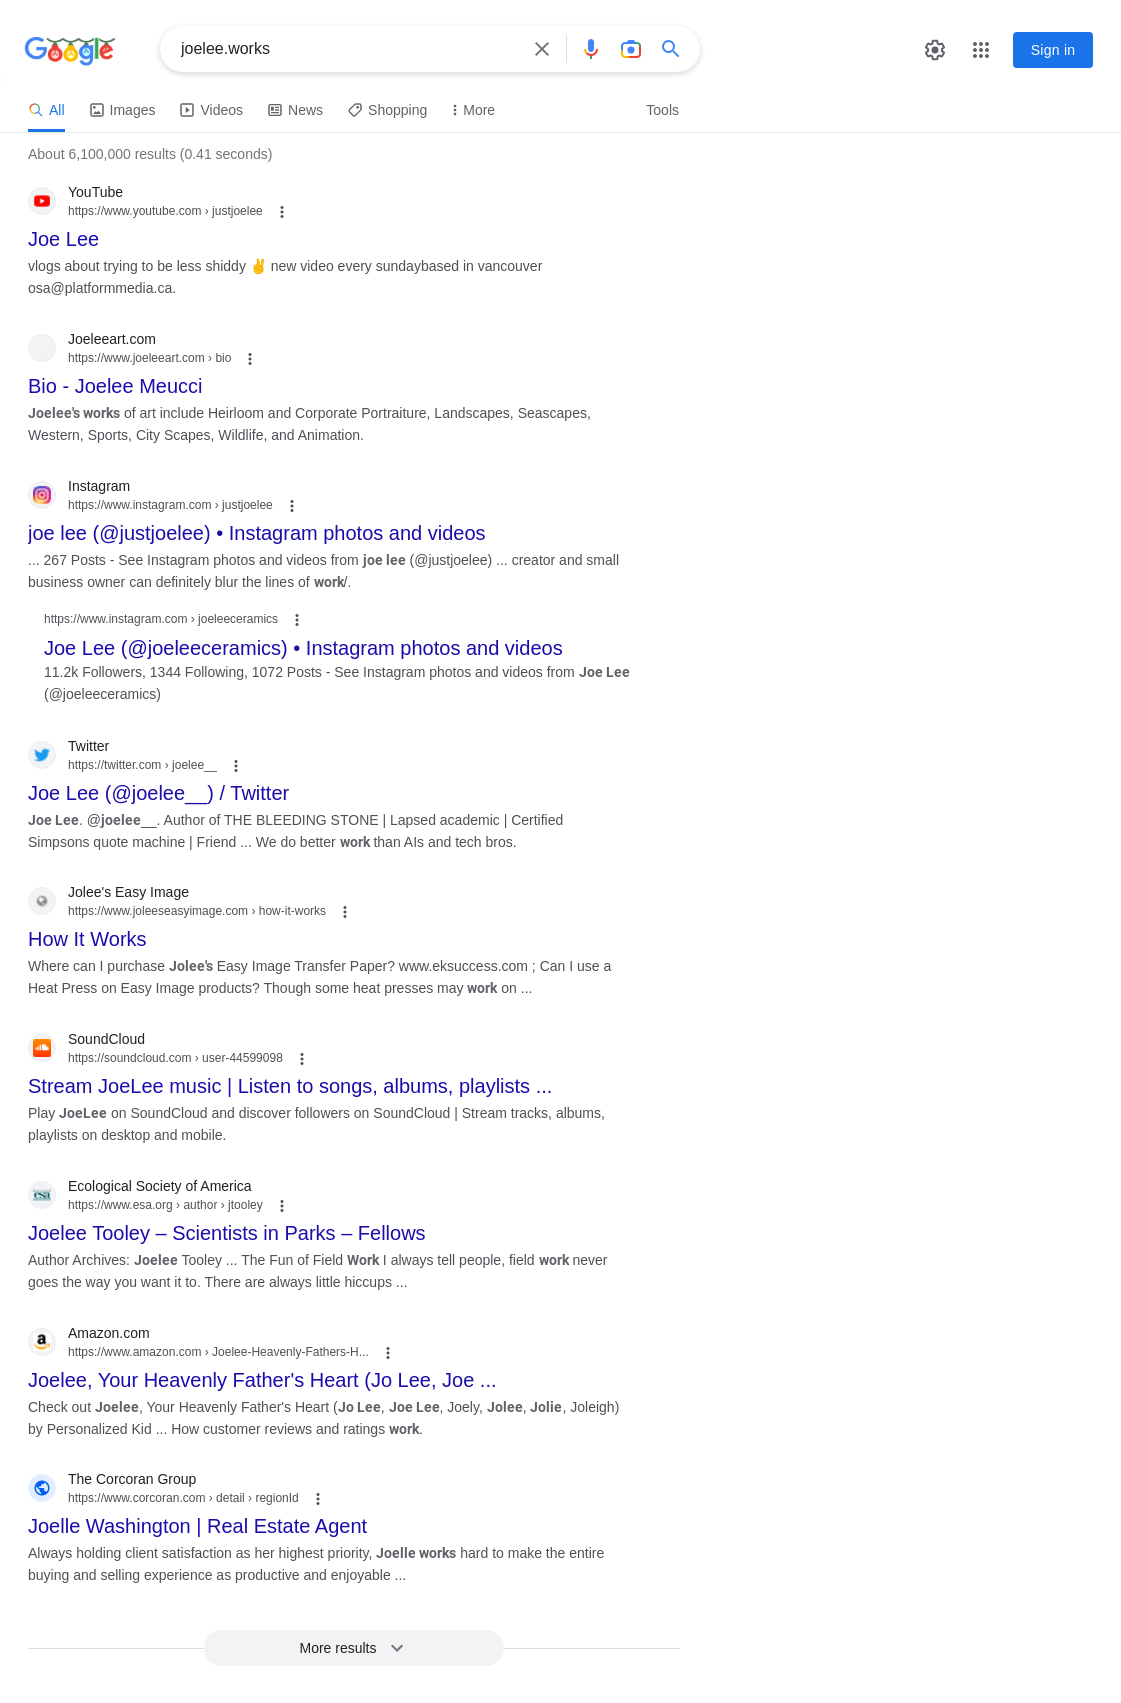 Google
joelee.works
Sign in
All
Images
Videos
News
Shopping
More
Tools
About 6,100,000 results (0.41 seconds)
YouTube
https://www.youtube.com › justjoelee
Joe Lee
vlogs about trying to be less shiddy ✌️ new video every sundaybased in vancouver
osa@platformmedia.ca.
Joeleeart.com
https://www.joeleeart.com › bio
Bio - Joelee Meucci
Joelee's works of art include Heirloom and Corporate Portraiture, Landscapes, Seascapes,
Western, Sports, City Scapes, Wildlife, and Animation.
Instagram
https://www.instagram.com › justjoelee
joe lee (@justjoelee) • Instagram photos and videos
... 267 Posts - See Instagram photos and videos from joe lee (@justjoelee) ... creator and small
business owner can definitely blur the lines of work/.
https://www.instagram.com › joeleeceramics
Joe Lee (@joeleeceramics) • Instagram photos and videos
11.2k Followers, 1344 Following, 1072 Posts - See Instagram photos and videos from Joe Lee
(@joeleeceramics)
Twitter
https://twitter.com › joelee__
Joe Lee (@joelee__) / Twitter
Joe Lee. @joelee__. Author of THE BLEEDING STONE | Lapsed academic | Certified
Simpsons quote machine | Friend ... We do better work than AIs and tech bros.
Jolee's Easy Image
https://www.joleeseasyimage.com › how-it-works
How It Works
Where can I purchase Jolee's Easy Image Transfer Paper? www.eksuccess.com ; Can I use a
Heat Press on Easy Image products? Though some heat presses may work on ...
SoundCloud
https://soundcloud.com › user-44599098
Stream JoeLee music | Listen to songs, albums, playlists ...
Play JoeLee on SoundCloud and discover followers on SoundCloud | Stream tracks, albums,
playlists on desktop and mobile.
Ecological Society of America
https://www.esa.org › author › jtooley
Joelee Tooley – Scientists in Parks – Fellows
Author Archives: Joelee Tooley ... The Fun of Field Work I always tell people, field work never
goes the way you want it to. There are always little hiccups ...
Amazon.com
https://www.amazon.com › Joelee-Heavenly-Fathers-H...
Joelee, Your Heavenly Father's Heart (Jo Lee, Joe ...
Check out Joelee, Your Heavenly Father's Heart (Jo Lee, Joe Lee, Joely, Jolee, Jolie, Joleigh)
by Personalized Kid ... How customer reviews and ratings work.
The Corcoran Group
https://www.corcoran.com › detail › regionId
Joelle Washington | Real Estate Agent
Always holding client satisfaction as her highest priority, Joelle works hard to make the entire
buying and selling experience as productive and enjoyable ...
More results